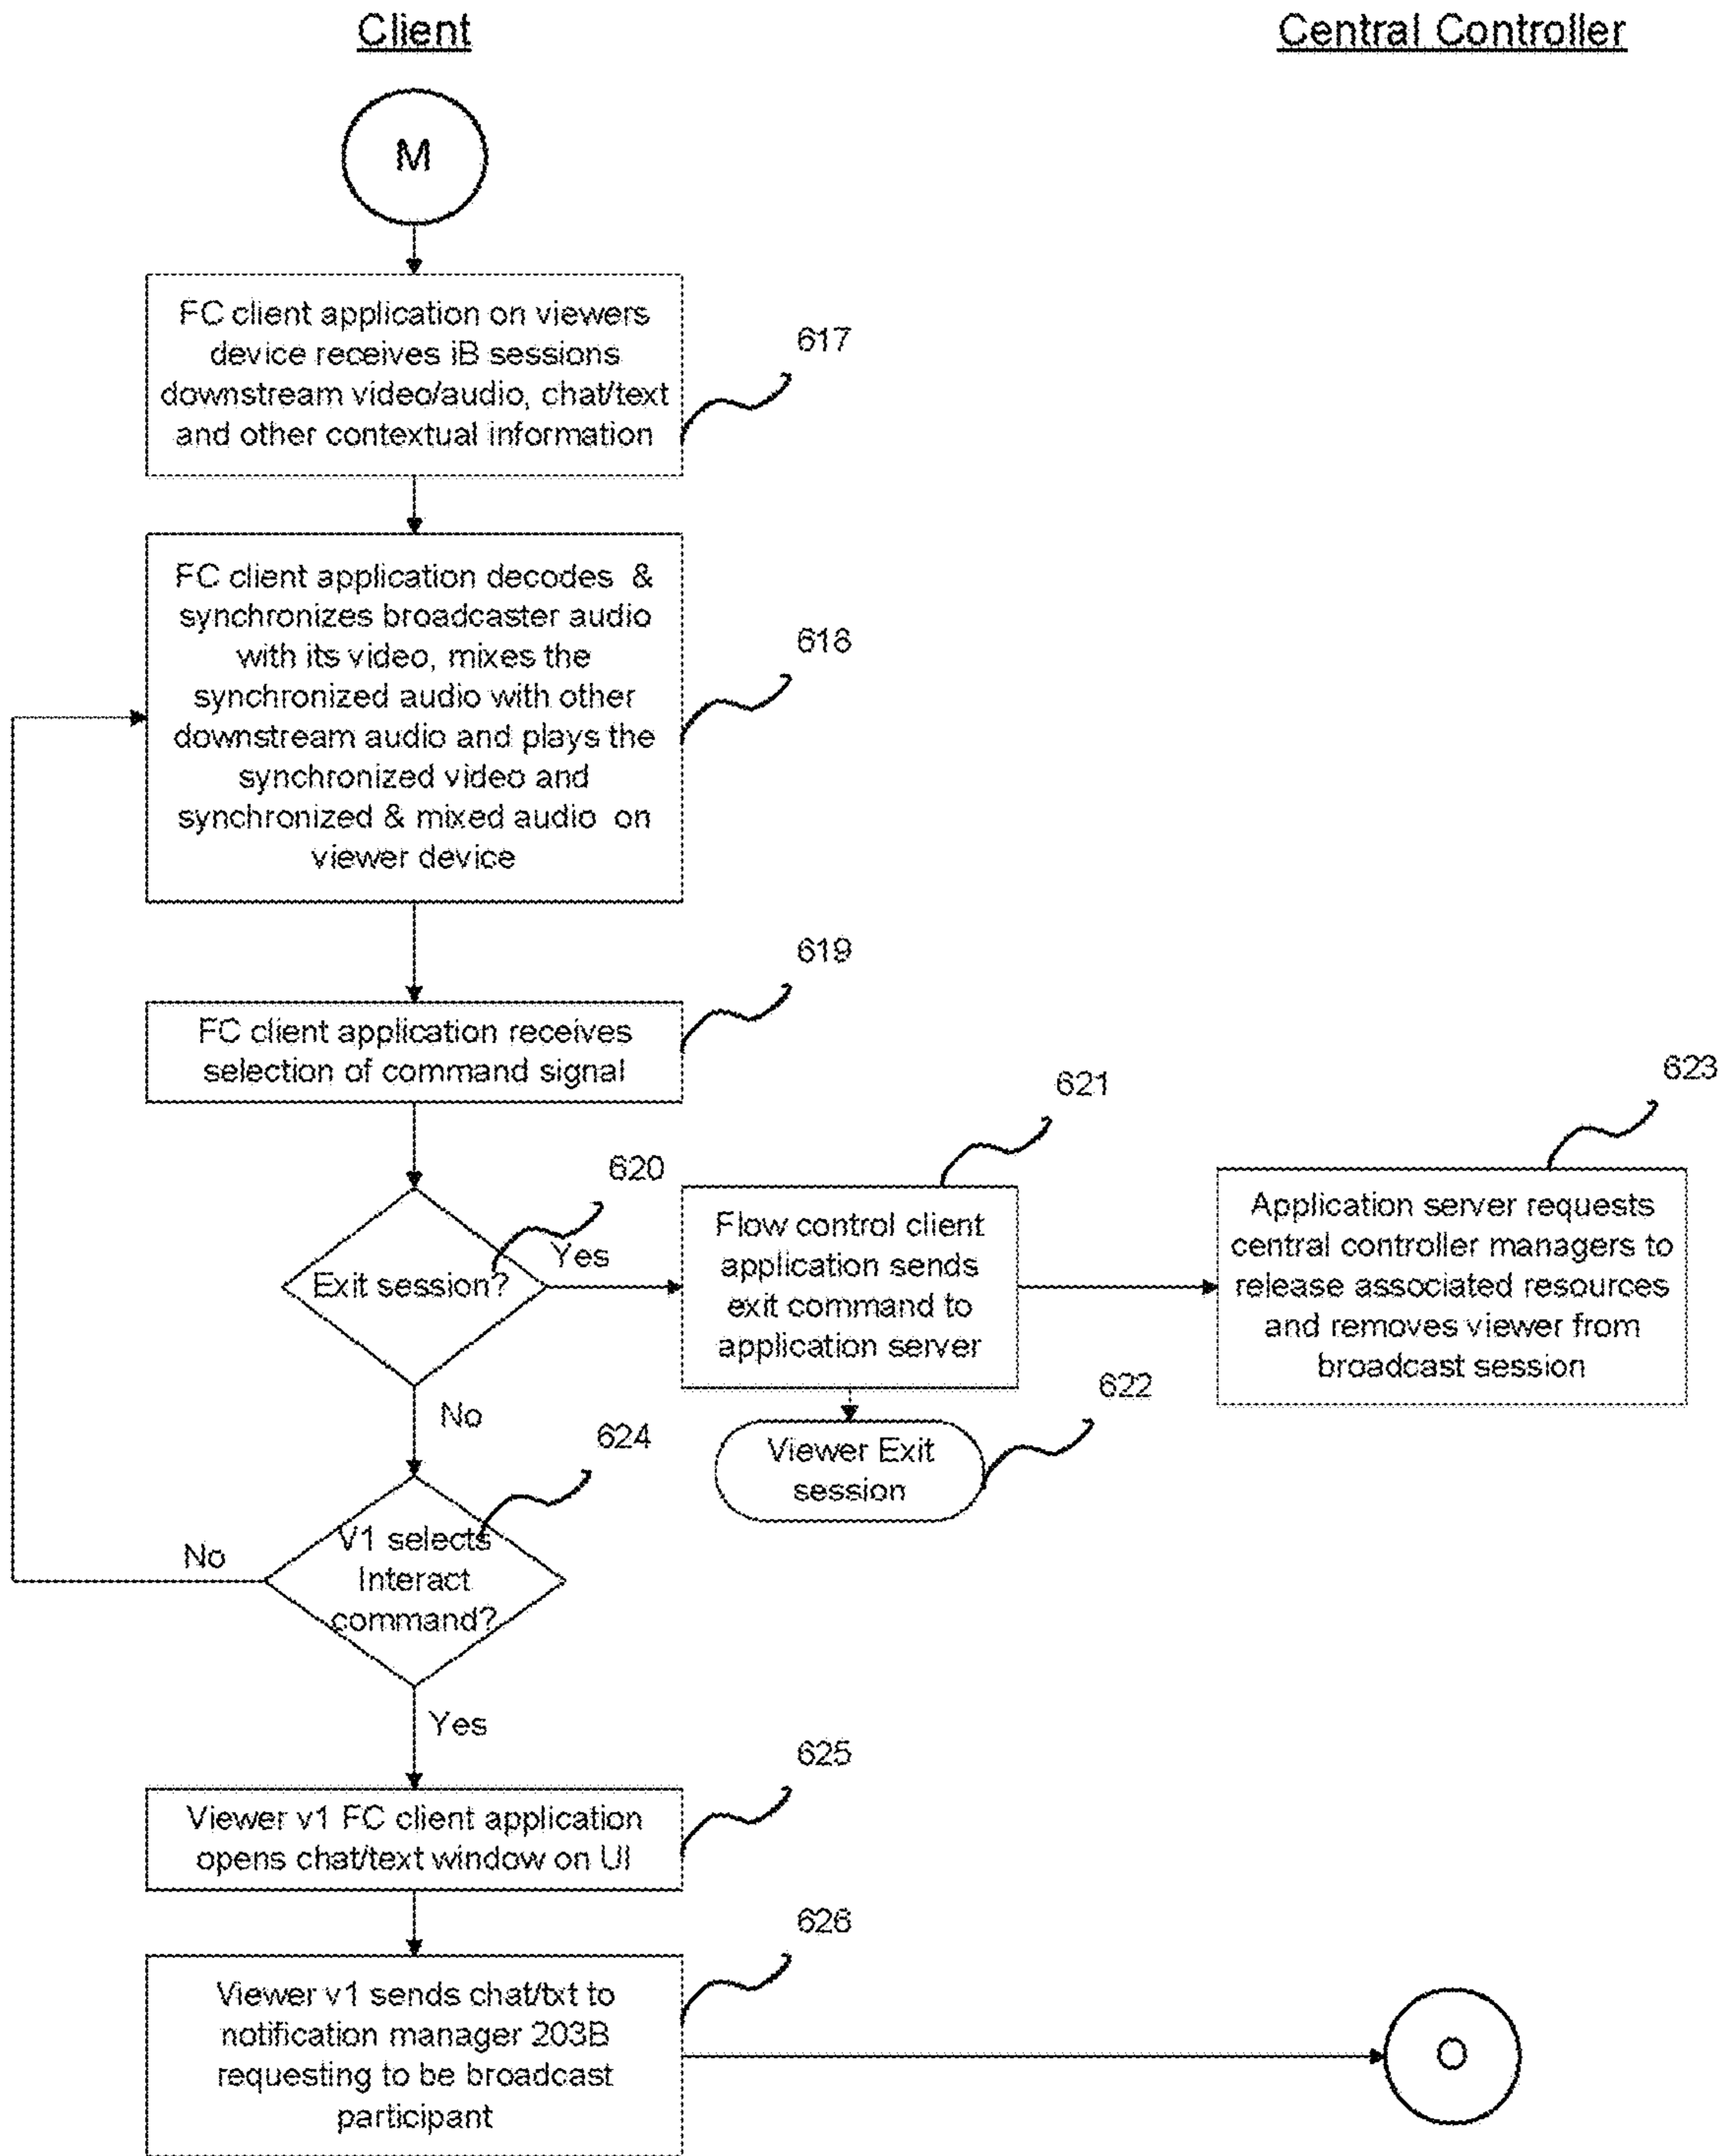 Client
Central Controller
M
FC client application on viewers
device receives iB sessions
downstream video/audio, chat/text
and other contextual information
617
FC client application decodes & 
synchronizes broadcaster audio
with its video, mixes the
synchronized audio with other
downstream audio and plays the
synchronized video and
synchronized & mixed audio on
viewer device
618
FC client application receives
selection of command signal
619
Exit session?
620
Yes
Flow control client
application sends
exit command to
application server
621
Application server requests
central controller managers to
release associated resources
and removes viewer from
broadcast session
623
Viewer Exit
session
622
No
V1 selects
Interact
command?
624
No
Yes
Viewer v1 FC client application
opens chat/text window on UI
625
Viewer v1 sends chat/txt to
notification manager 203B
requesting to be broadcast
participant
626
O